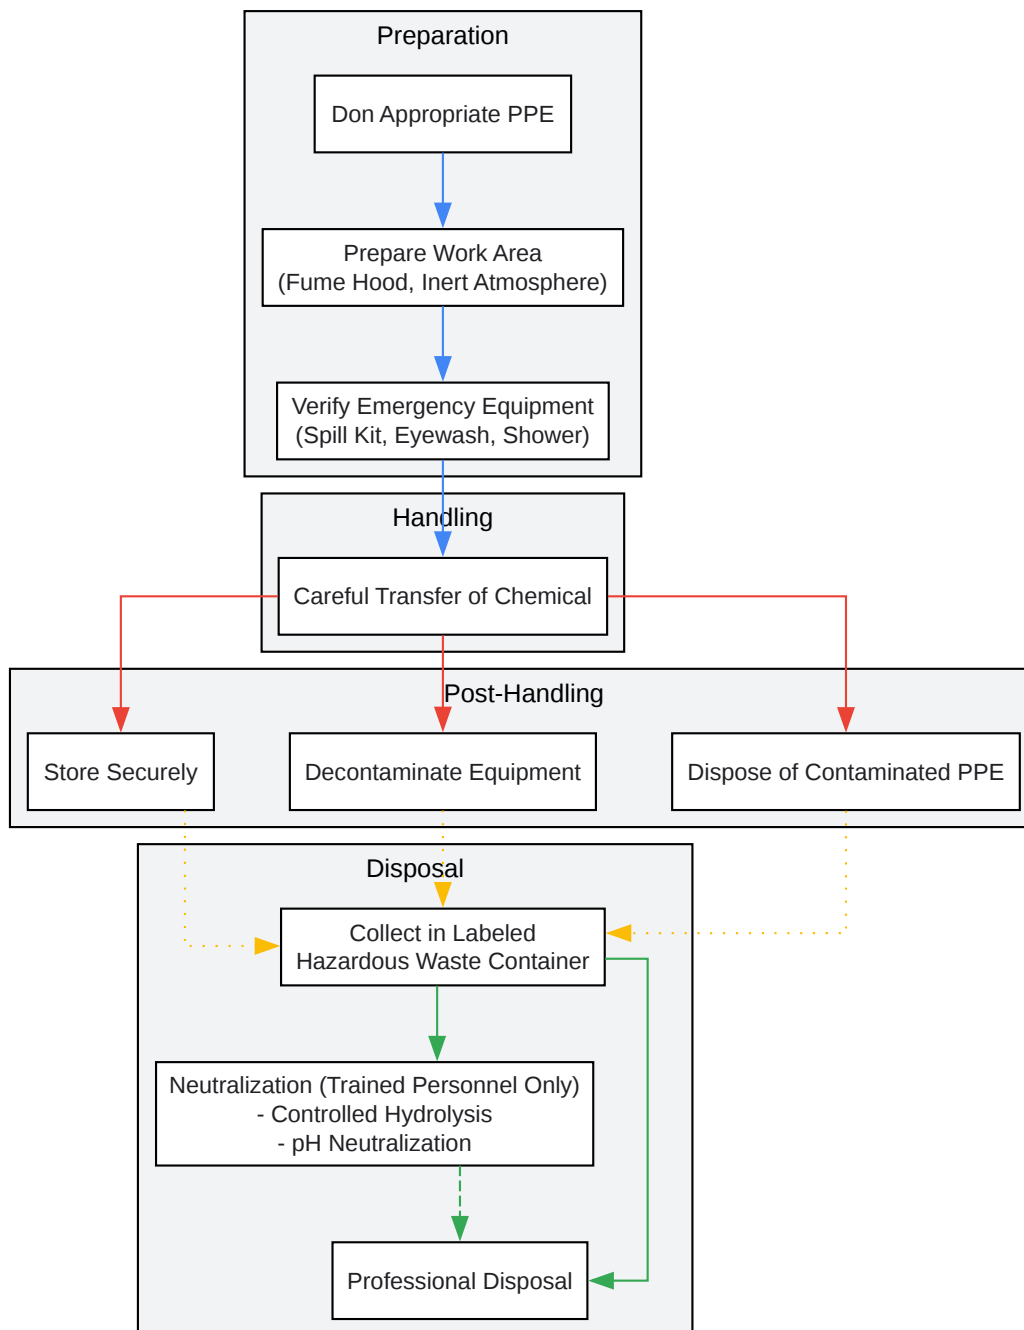 Preparation
Don Appropriate PPE
Prepare Work Area
(Fume Hood, Inert Atmosphere)
Verify Emergency Equipment
(Spill Kit, Eyewash, Shower)
Handling
Careful Transfer of Chemical
Post-Handling
Store Securely
Decontaminate Equipment
Dispose of Contaminated PPE
Disposal
Collect in Labeled
Hazardous Waste Container
Neutralization (Trained Personnel Only)
- Controlled Hydrolysis
- pH Neutralization
Professional Disposal